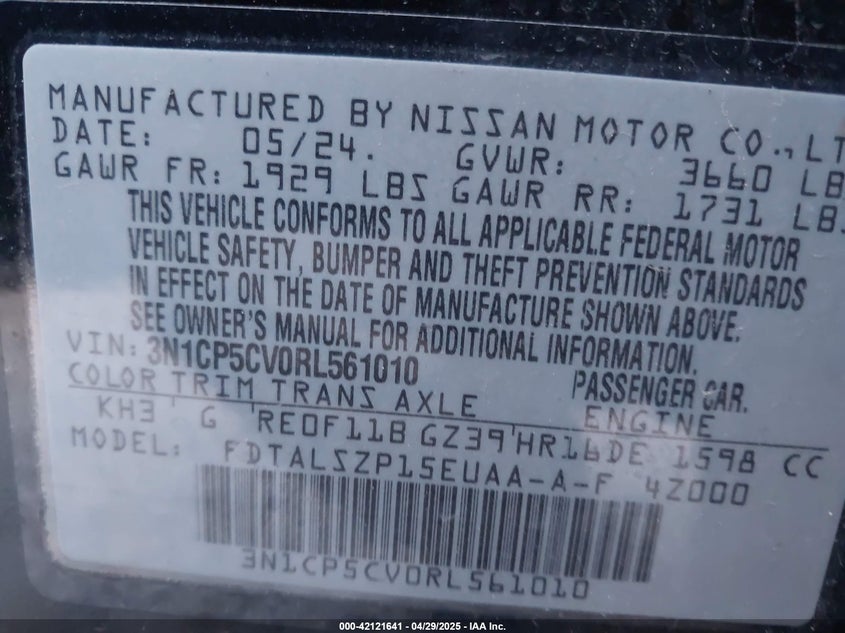 MANUFACTURED BY NISSAN MOTOR CO., LT
DATE: 05/24. GVWR: 3660 LB
GAWR FR: 1929 LBS GAWR RR: 1731 LBS
THIS VEHICLE CONFORMS TO ALL APPLICABLE FEDERAL MOTOR
VEHICLE SAFETY, BUMPER AND THEFT PREVENTION STANDARDS
IN EFFECT ON THE DATE OF MANUFACTURE SHOWN ABOVE.
SEE OWNER'S MANUAL FOR ADDITIONAL INFORMATION.
VIN: 3N1CP5CV0RL561010 PASSENGER CAR.
COLOR TRIM TRANS AXLE ENGINE
KH3 G RE0F11B GZ39 HR16DE 1598 CC
MODEL: FDTALSZP15EUAA-A-F 4Z000
3N1CP5CV0RL561010
000-42121641 - 04/29/2025 - IAA Inc.